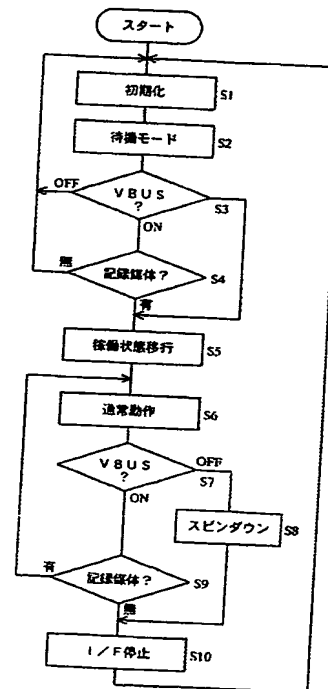 スタート
初期化 S1
待機モード S2
VBUS
?
OFF
S3
ON
記録媒体? S4
無
有
稼働状態移行 S5
通常動作 S6
VBUS
?
OFF
S7
ON
スピンダウン S8
記録媒体? S9
有
無
I/F停止 S10